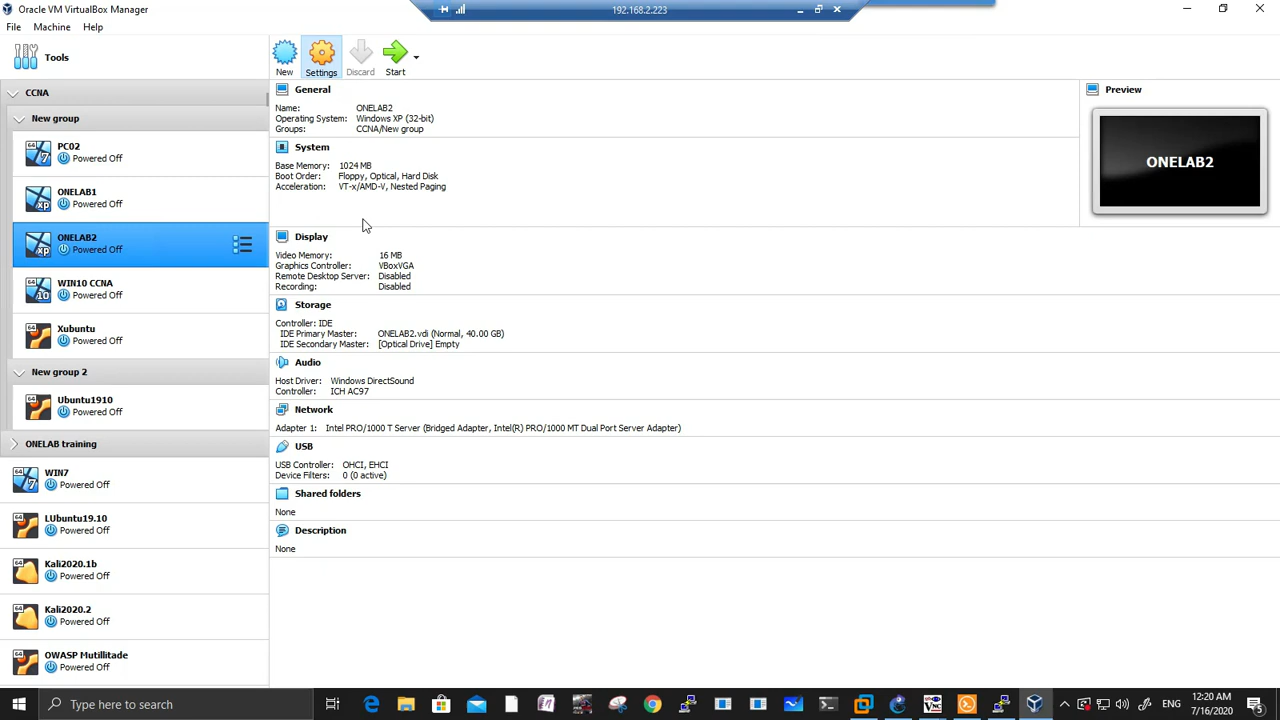 Oracle VM VirtualBox Manager
192.168.2.223
File Machine Help
Tools
New
Settings
Discard
Start
CCNA
New group
PC02
Powered Off
ONELAB1
Powered Off
ONELAB2
Powered Off
WIN10 CCNA
Powered Off
Xubuntu
Powered Off
New group 2
Ubuntu1910
Powered Off
ONELAB training
WIN7
Powered Off
LUbuntu19.10
Powered Off
Kali2020.1b
Powered Off
Kali2020.2
Powered Off
OWASP Mutillitade
Powered Off
General
Name: ONELAB2
Operating System: Windows XP (32-bit)
Groups: CCNA/New group
System
Base Memory: 1024 MB
Boot Order: Floppy, Optical, Hard Disk
Acceleration: VT-x/AMD-V, Nested Paging
Display
Video Memory: 16 MB
Graphics Controller: VBoxVGA
Remote Desktop Server: Disabled
Recording: Disabled
Storage
Controller: IDE
IDE Primary Master: ONELAB2.vdi (Normal, 40.00 GB)
IDE Secondary Master: [Optical Drive] Empty
Audio
Host Driver: Windows DirectSound
Controller: ICH AC97
Network
Adapter 1: Intel PRO/1000 T Server (Bridged Adapter, Intel(R) PRO/1000 MT Dual Port Server Adapter)
USB
USB Controller: OHCI, EHCI
Device Filters: 0 (0 active)
Shared folders
None
Description
None
Preview
ONELAB2
Type here to search
ENG
12:20 AM
7/16/2020